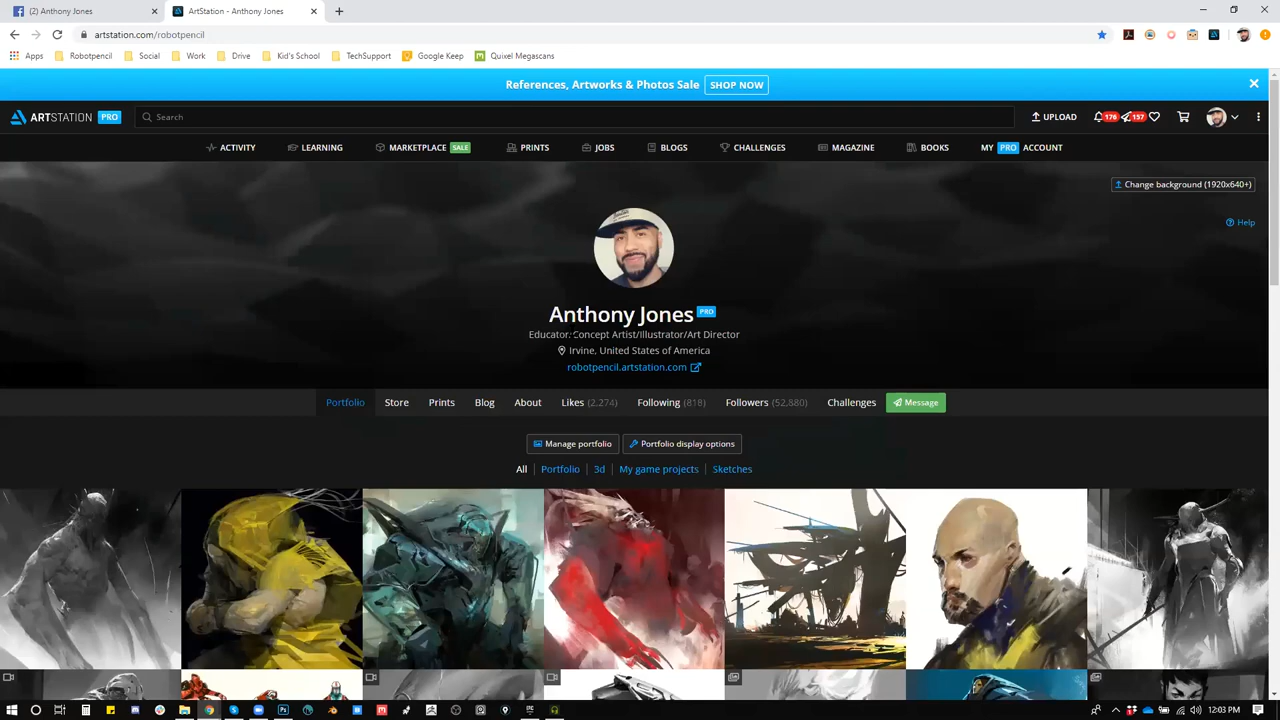 (2) Anthony Jones
ArtStation - Anthony Jones
artstation.com/robotpencil
Apps
Robotpencil
Social
Work
Drive
Kid's School
TechSupport
Google Keep
Quixel Megascans
References, Artworks & Photos Sale
SHOP NOW
ARTSTATION PRO
Search
UPLOAD
176
157
ACTIVITY
LEARNING
MARKETPLACE SALE
PRINTS
JOBS
BLOGS
CHALLENGES
MAGAZINE
BOOKS
MY PRO ACCOUNT
Change background (1920x640+)
Help
Anthony Jones PRO
Educator/Concept Artist/Illustrator/Art Director
Irvine, United States of America
robotpencil.artstation.com
Portfolio
Store
Prints
Blog
About
Likes (2,274)
Following (818)
Followers (52,880)
Challenges
Message
Manage portfolio
Portfolio display options
All
Portfolio
3d
My game projects
Sketches
12:03 PM